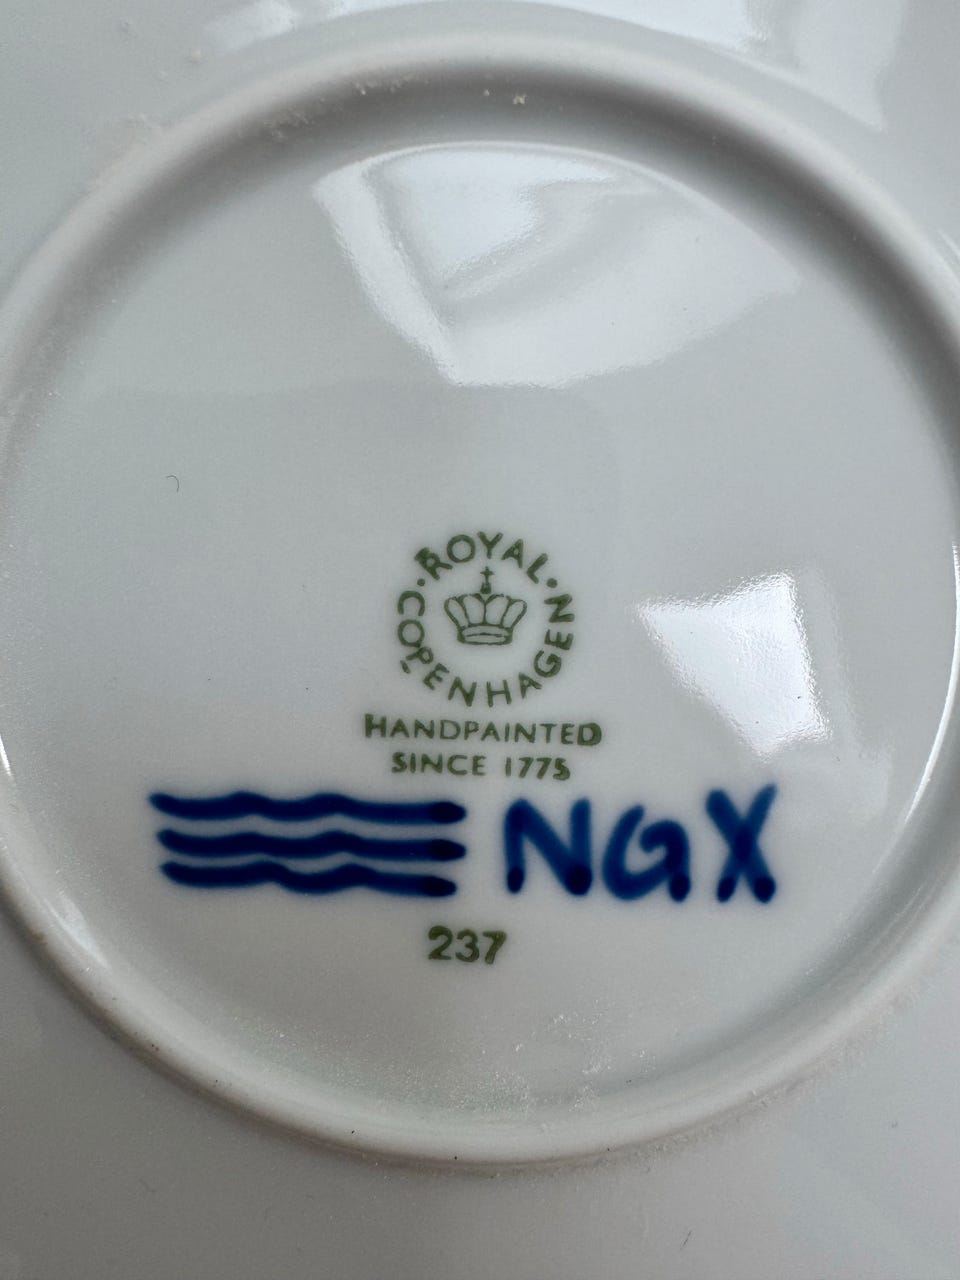 ROYAL·COPENHAGEN·
HANDPAINTED
SINCE 1775
NGX
237